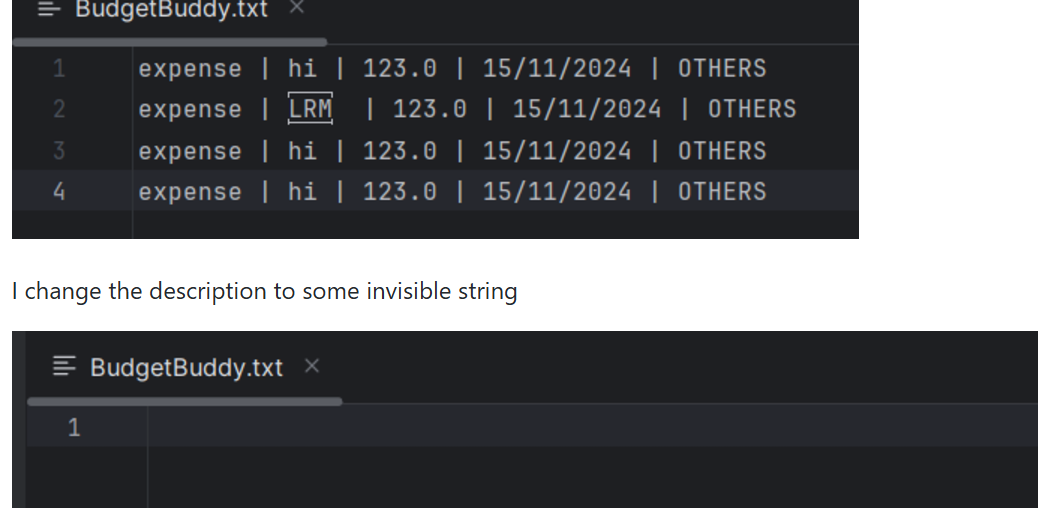 BudgetBuddy.txt ×
1 expense | hi | 123.0 | 15/11/2024 | OTHERS
2 expense | LRM | 123.0 | 15/11/2024 | OTHERS
3 expense | hi | 123.0 | 15/11/2024 | OTHERS
4 expense | hi | 123.0 | 15/11/2024 | OTHERS
I change the description to some invisible string
BudgetBuddy.txt ×
1